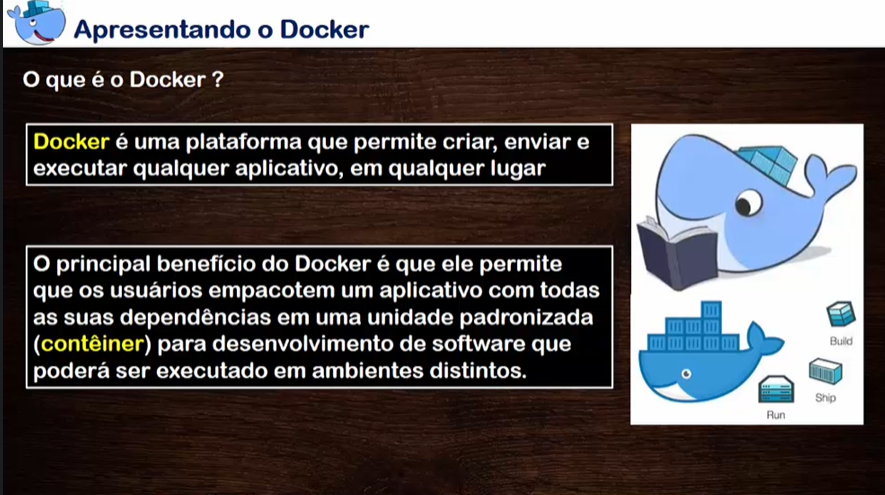 Apresentando o Docker
O que é o Docker ?
Docker é uma plataforma que permite criar, enviar e
executar qualquer aplicativo, em qualquer lugar
O principal benefício do Docker é que ele permite
que os usuários empacotem um aplicativo com todas
as suas dependências em uma unidade padronizada
(contêiner) para desenvolvimento de software que
poderá ser executado em ambientes distintos.
Build
Ship
Run